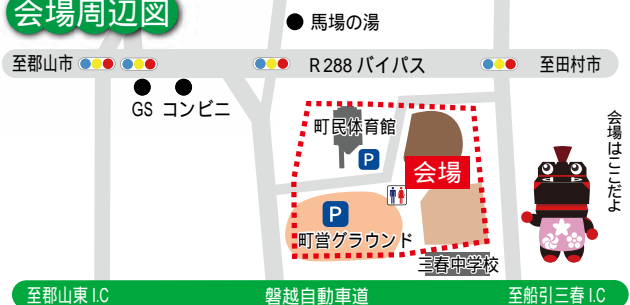 会場周辺図
馬場の湯
至郡山市
R288 バイパス
至田村市
GS コンビニ
町民体育館
P
会場
会場はここだよ
P
町営グラウンド
三春中学校
至郡山東 I.C
磐越自動車道
至船引三春 I.C